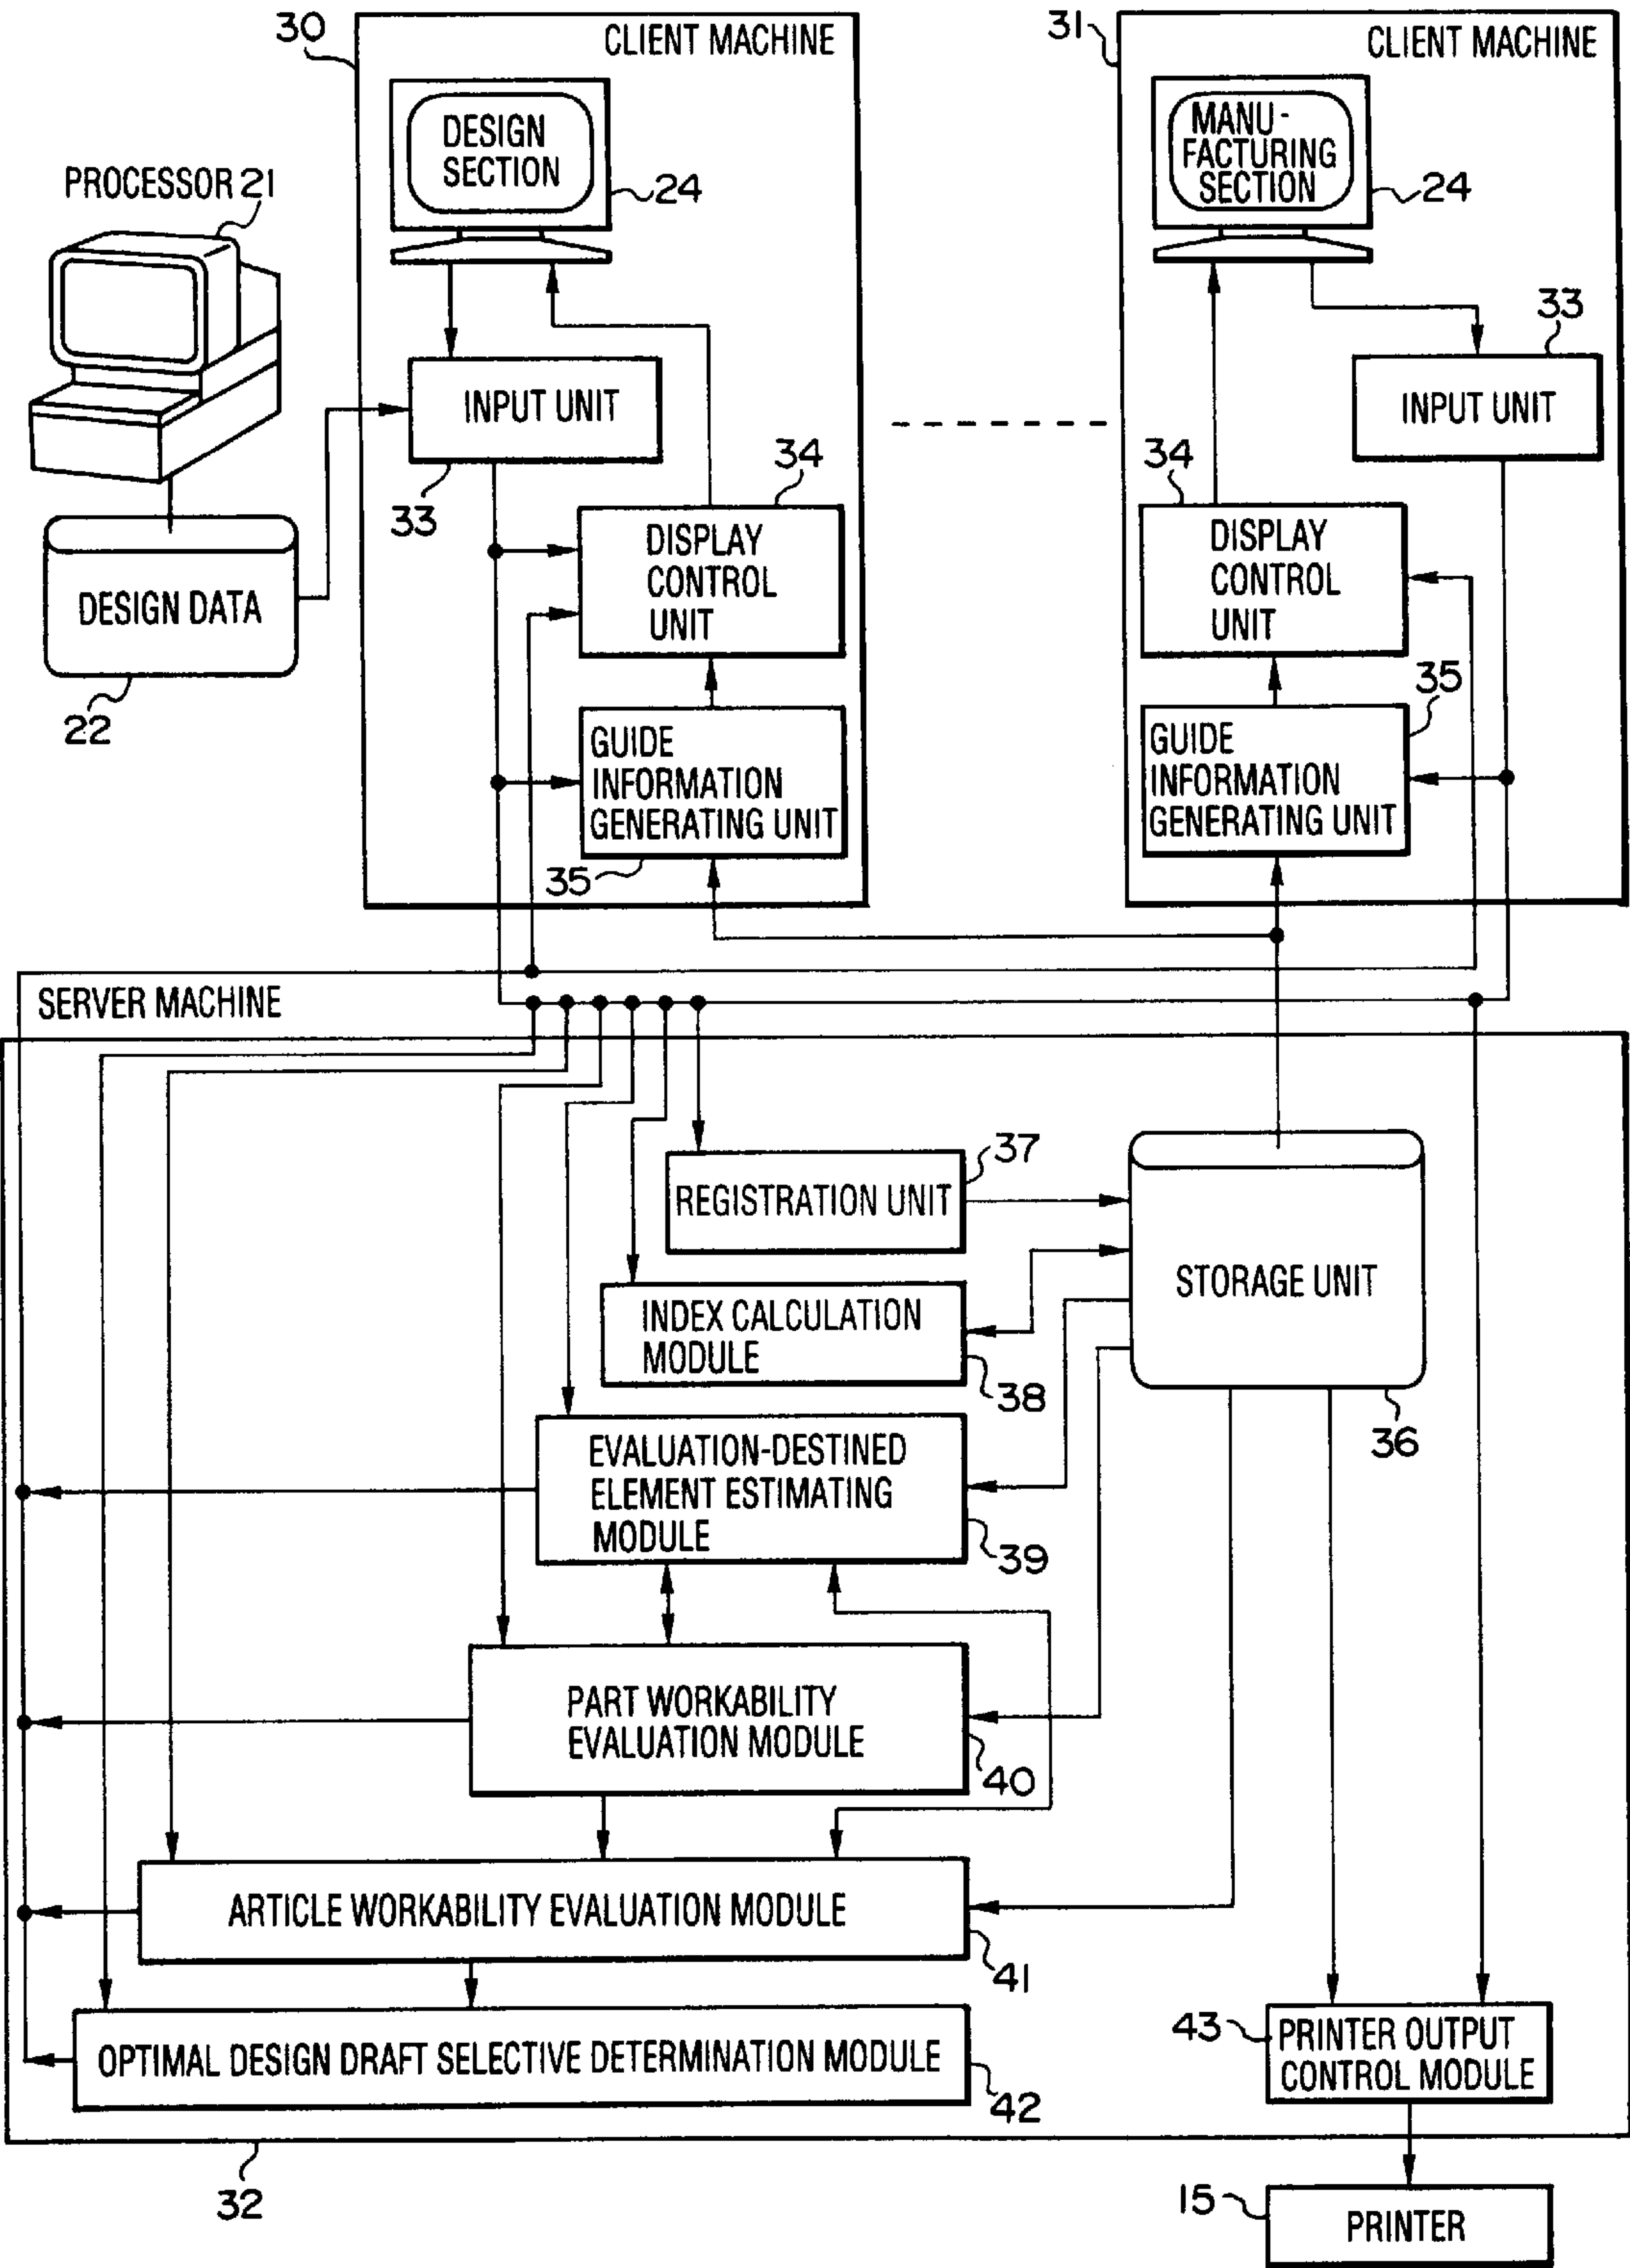 30
CLIENT MACHINE
31
CLIENT MACHINE
DESIGN
SECTION
24
MANU-
FACTURING
SECTION
24
PROCESSOR 21
INPUT UNIT
33
33
INPUT UNIT
34
DISPLAY
CONTROL
UNIT
34
DISPLAY
CONTROL
UNIT
DESIGN DATA
22
GUIDE
INFORMATION
GENERATING UNIT
35
35
GUIDE
INFORMATION
GENERATING UNIT
SERVER MACHINE
37
REGISTRATION UNIT
STORAGE UNIT
36
INDEX CALCULATION
MODULE
38
EVALUATION-DESTINED
ELEMENT ESTIMATING
MODULE
39
PART WORKABILITY
EVALUATION MODULE
40
ARTICLE WORKABILITY EVALUATION MODULE
41
OPTIMAL DESIGN DRAFT SELECTIVE DETERMINATION MODULE
42
43
PRINTER OUTPUT
CONTROL MODULE
32
15
PRINTER